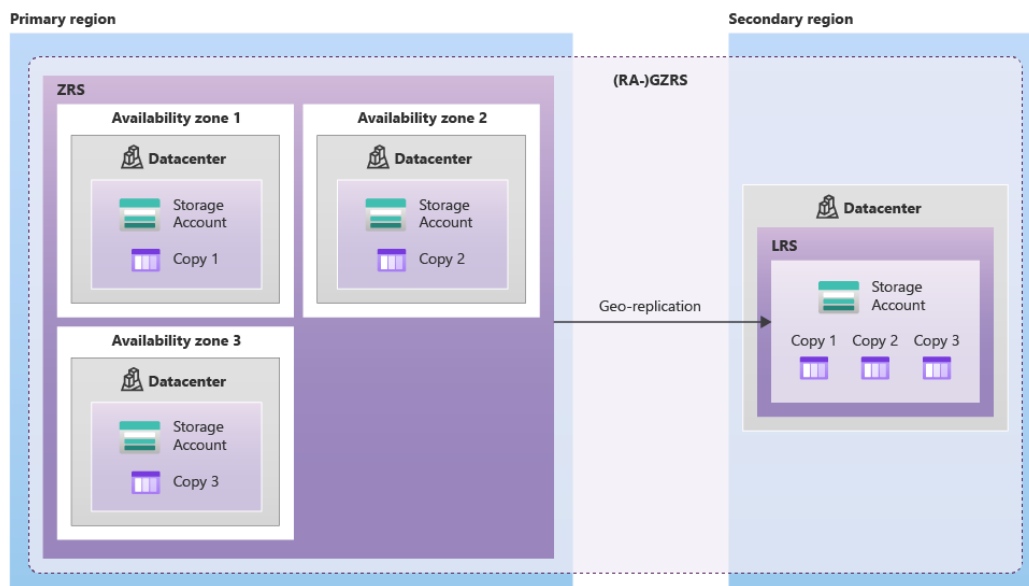 Primary region
Secondary region
(RA-)GZRS
ZRS
Availability zone 1
Datacenter
Storage
Account
Copy 1
Availability zone 2
Datacenter
Storage
Account
Copy 2
Availability zone 3
Datacenter
Storage
Account
Copy 3
Geo-replication
Datacenter
LRS
Storage
Account
Copy 1 Copy 2 Copy 3